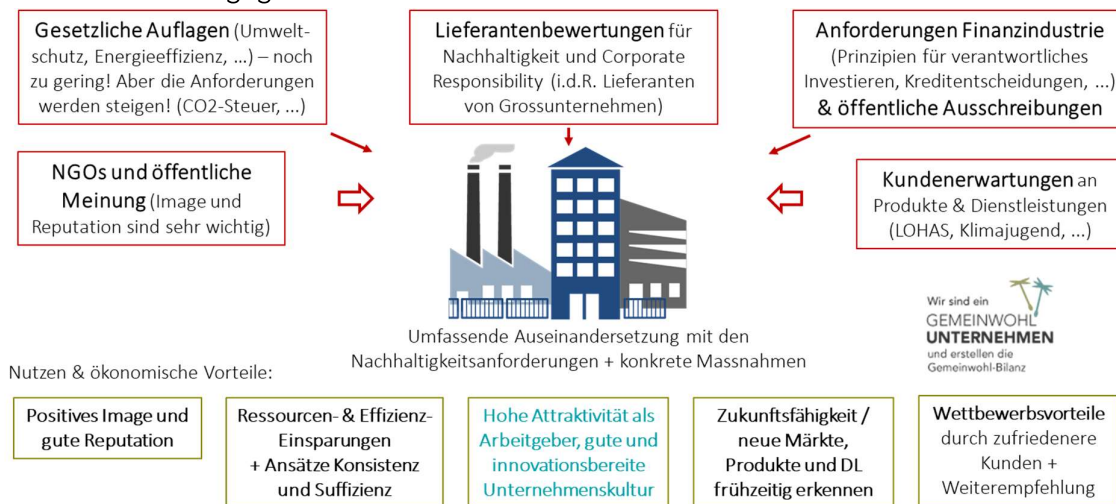 Gesetzliche Auflagen (Umwelt-
schutz, Energieeffizienz, ...) – noch
zu gering! Aber die Anforderungen
werden steigen! (CO2-Steuer, ...)
Lieferantenbewertungen für
Nachhaltigkeit und Corporate
Responsibility (i.d.R. Lieferanten
von Grossunternehmen)
Anforderungen Finanzindustrie
(Prinzipien für verantwortliches
Investieren, Kreditentscheidungen, ...)
& öffentliche Ausschreibungen
NGOs und öffentliche
Meinung (Image und
Reputation sind sehr wichtig)
Kundenerwartungen an
Produkte & Dienstleistungen
(LOHAS, Klimajugend, ...)
Umfassende Auseinandersetzung mit den
Nachhaltigkeitsanforderungen + konkrete Massnahmen
Wir sind ein
GEMEINWOHL
UNTERNEHMEN
und erstellen die
Gemeinwohl-Bilanz
Nutzen & ökonomische Vorteile:
Positives Image und
gute Reputation
Ressourcen- & Effizienz-
Einsparungen
+ Ansätze Konsistenz
und Suffizienz
Hohe Attraktivität als
Arbeitgeber, gute und
innovationsbereite
Unternehmenskultur
Zukunftsfähigkeit /
neue Märkte,
Produkte und DL
frühzeitig erkennen
Wettbewerbsvorteile
durch zufriedenere
Kunden +
Weiterempfehlung